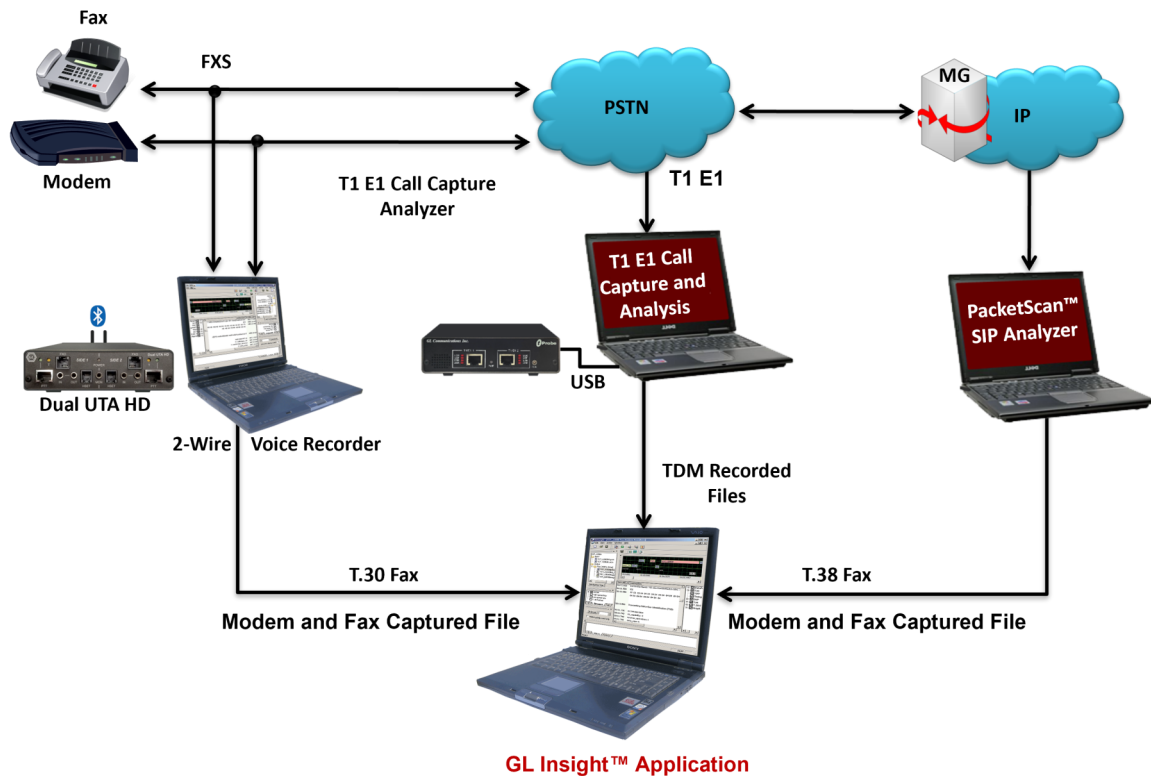 Fax
FXS
MG
PSTN
IP
Modem
T1 E1
T1 E1 Call Capture
Analyzer
T1 E1 Call
Capture and
Analysis
PacketScan™
SIP Analyzer
USB
Dual UTA HD
2-Wire
Voice Recorder
TDM Recorded
Files
T.30 Fax
T.38 Fax
Modem and Fax Captured File
Modem and Fax Captured File
GL Insight™ Application